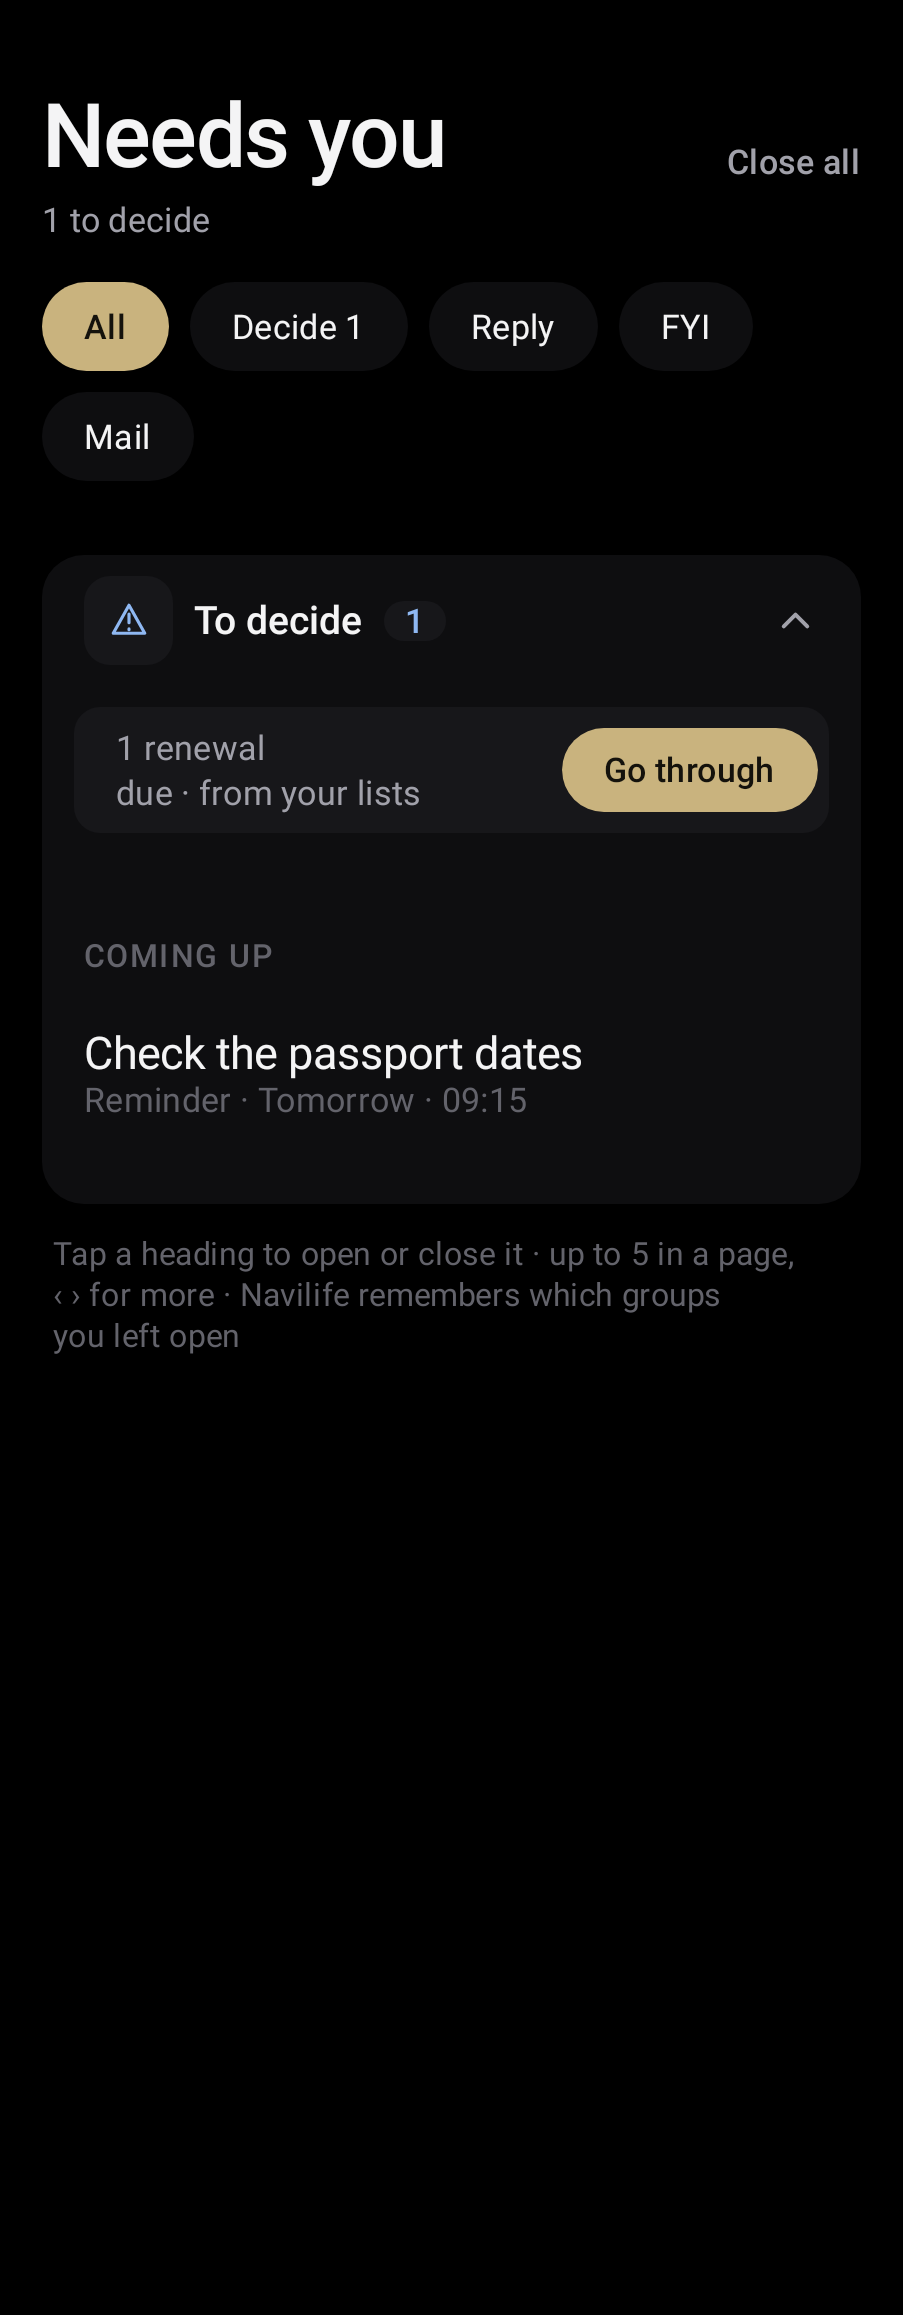 Needs you
Close all
1 to decide
All
Decide 1
Reply
FYI
Mail
To decide
1
1 renewal
due · from your lists
Go through
COMING UP
Check the passport dates
Reminder · Tomorrow · 09:15
Tap a heading to open or close it · up to 5 in a page,
‹ › for more · Navilife remembers which groups
you left open